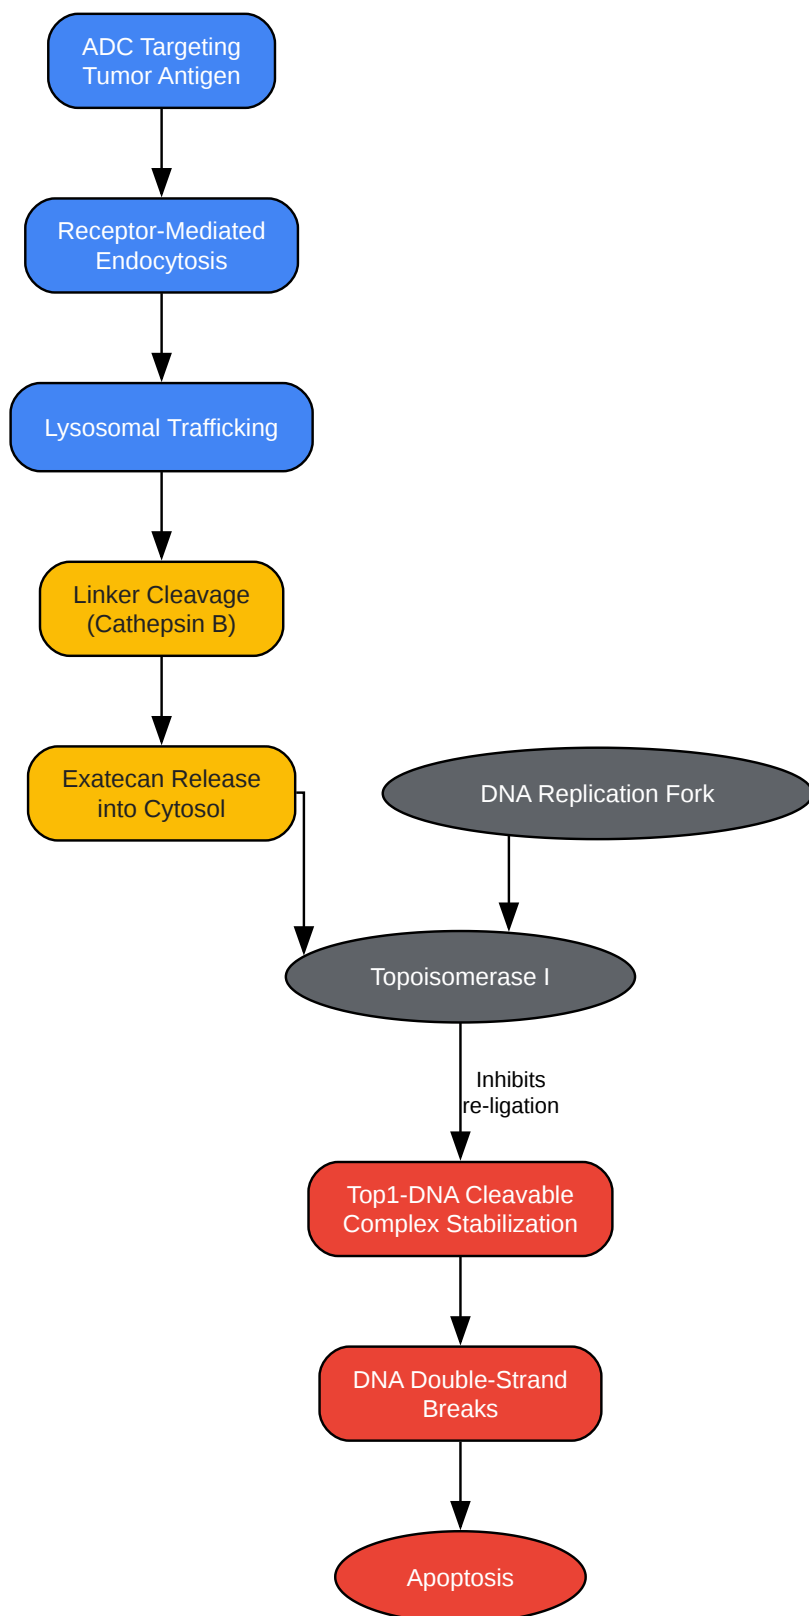 ADC Targeting
Tumor Antigen
Receptor-Mediated
Endocytosis
Lysosomal Trafficking
Linker Cleavage
(Cathepsin B)
Exatecan Release
into Cytosol
DNA Replication Fork
Topoisomerase I
Inhibits
re-ligation
Top1-DNA Cleavable
Complex Stabilization
DNA Double-Strand
Breaks
Apoptosis